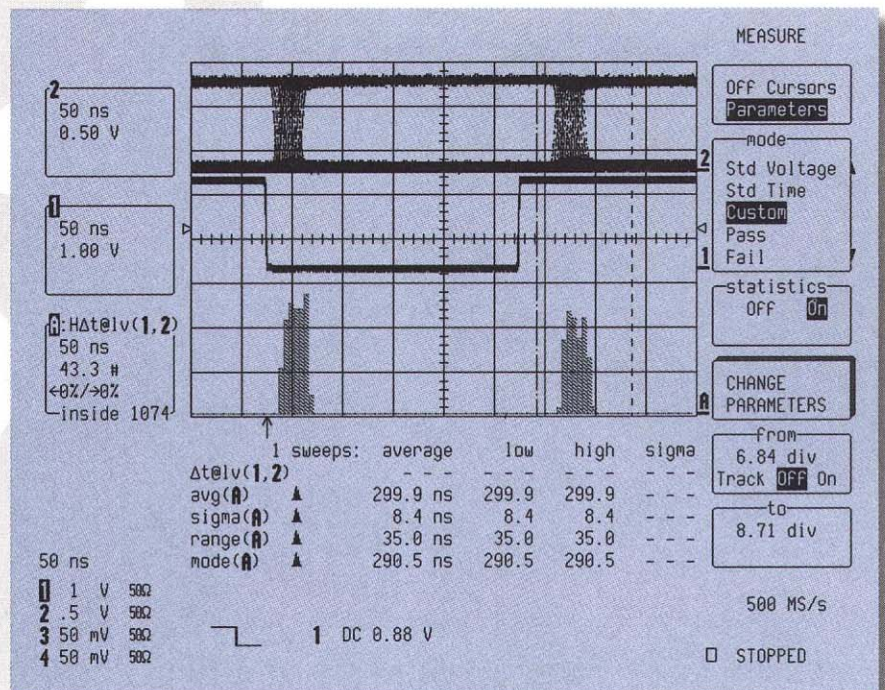 MEASURE
Off Cursors
Parameters
mode
Std Voltage
Std Time
Custom
Pass
Fail
statistics
OFF On
CHANGE
PARAMETERS
from
6.84 div
Track OFF On
to
8.71 div
500 MS/s
STOPPED
2
50 ns
0.50 V
1
50 ns
1.00 V
A:HΔt@lv(1,2)
50 ns
43.3 #
←0%/→0%
inside 1074
2
1
A
1 sweeps: average low high sigma
Δt@lv(1,2) - - - - - - - - - - - -
avg(A) 299.9 ns 299.9 299.9 - - -
sigma(A) 8.4 ns 8.4 8.4 - - -
range(A) 35.0 ns 35.0 35.0 - - -
mode(A) 290.5 ns 290.5 290.5 - - -
50 ns
1 1 V 50Ω
2 .5 V 50Ω
3 50 mV 50Ω
4 50 mV 50Ω
1 DC 0.88 V